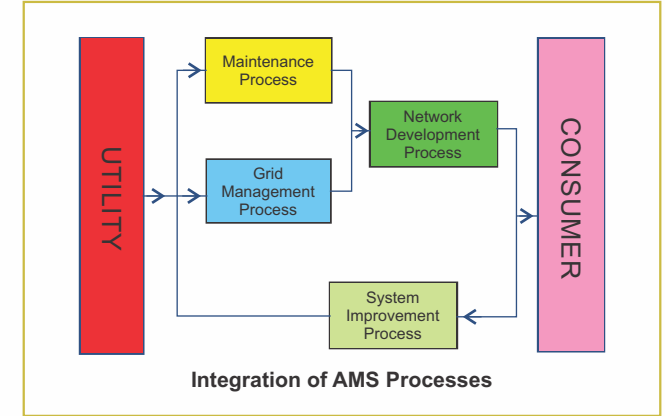 UTILITY
Maintenance
Process
Grid
Management
Process
Network
Development
Process
System
Improvement
Process
CONSUMER
Integration of AMS Processes